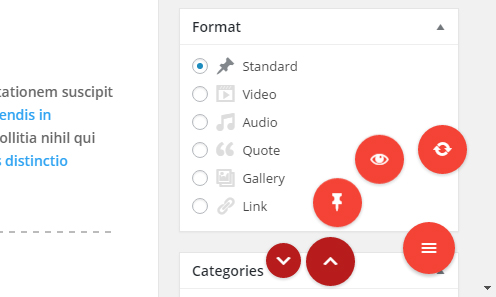 Format
Standard
Video
Audio
Quote
Gallery
Link
Categories
tationem suscipit
endis in
ollitia nihil qui
s distinctio